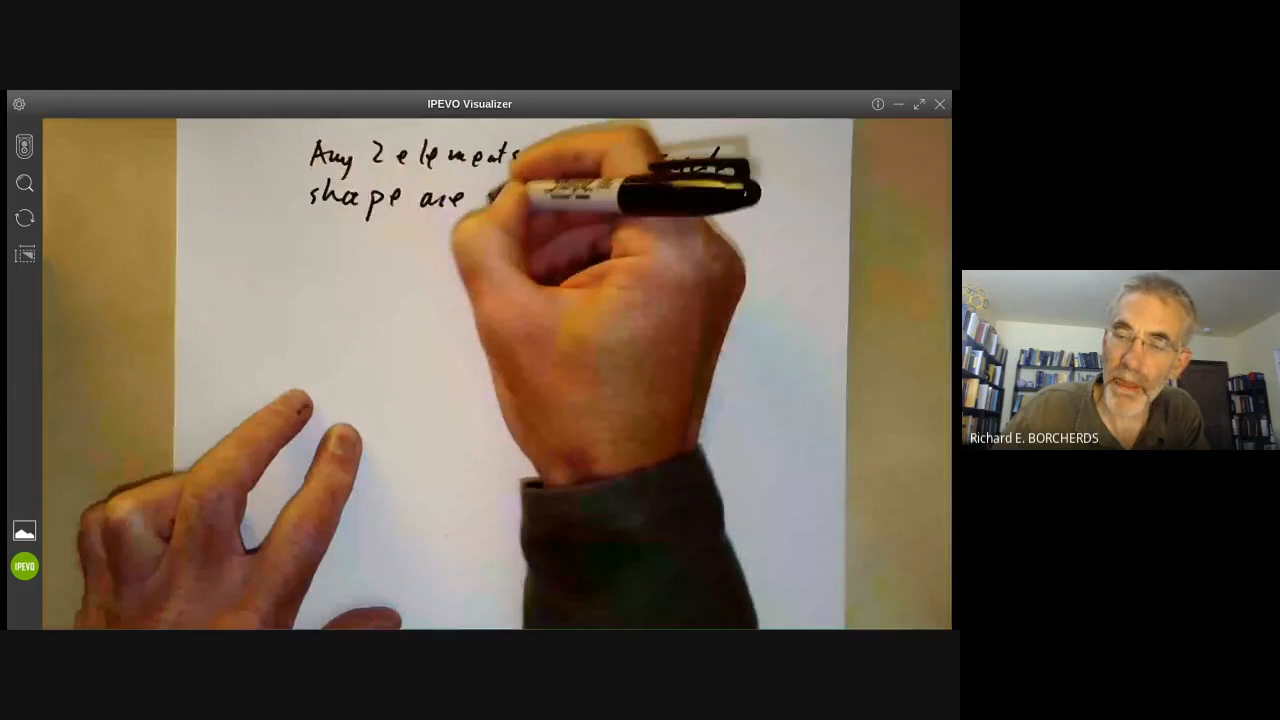 IPEVO Visualizer
Any 2 elements
shape are
IPEVO
Richard E. BORCHERDS